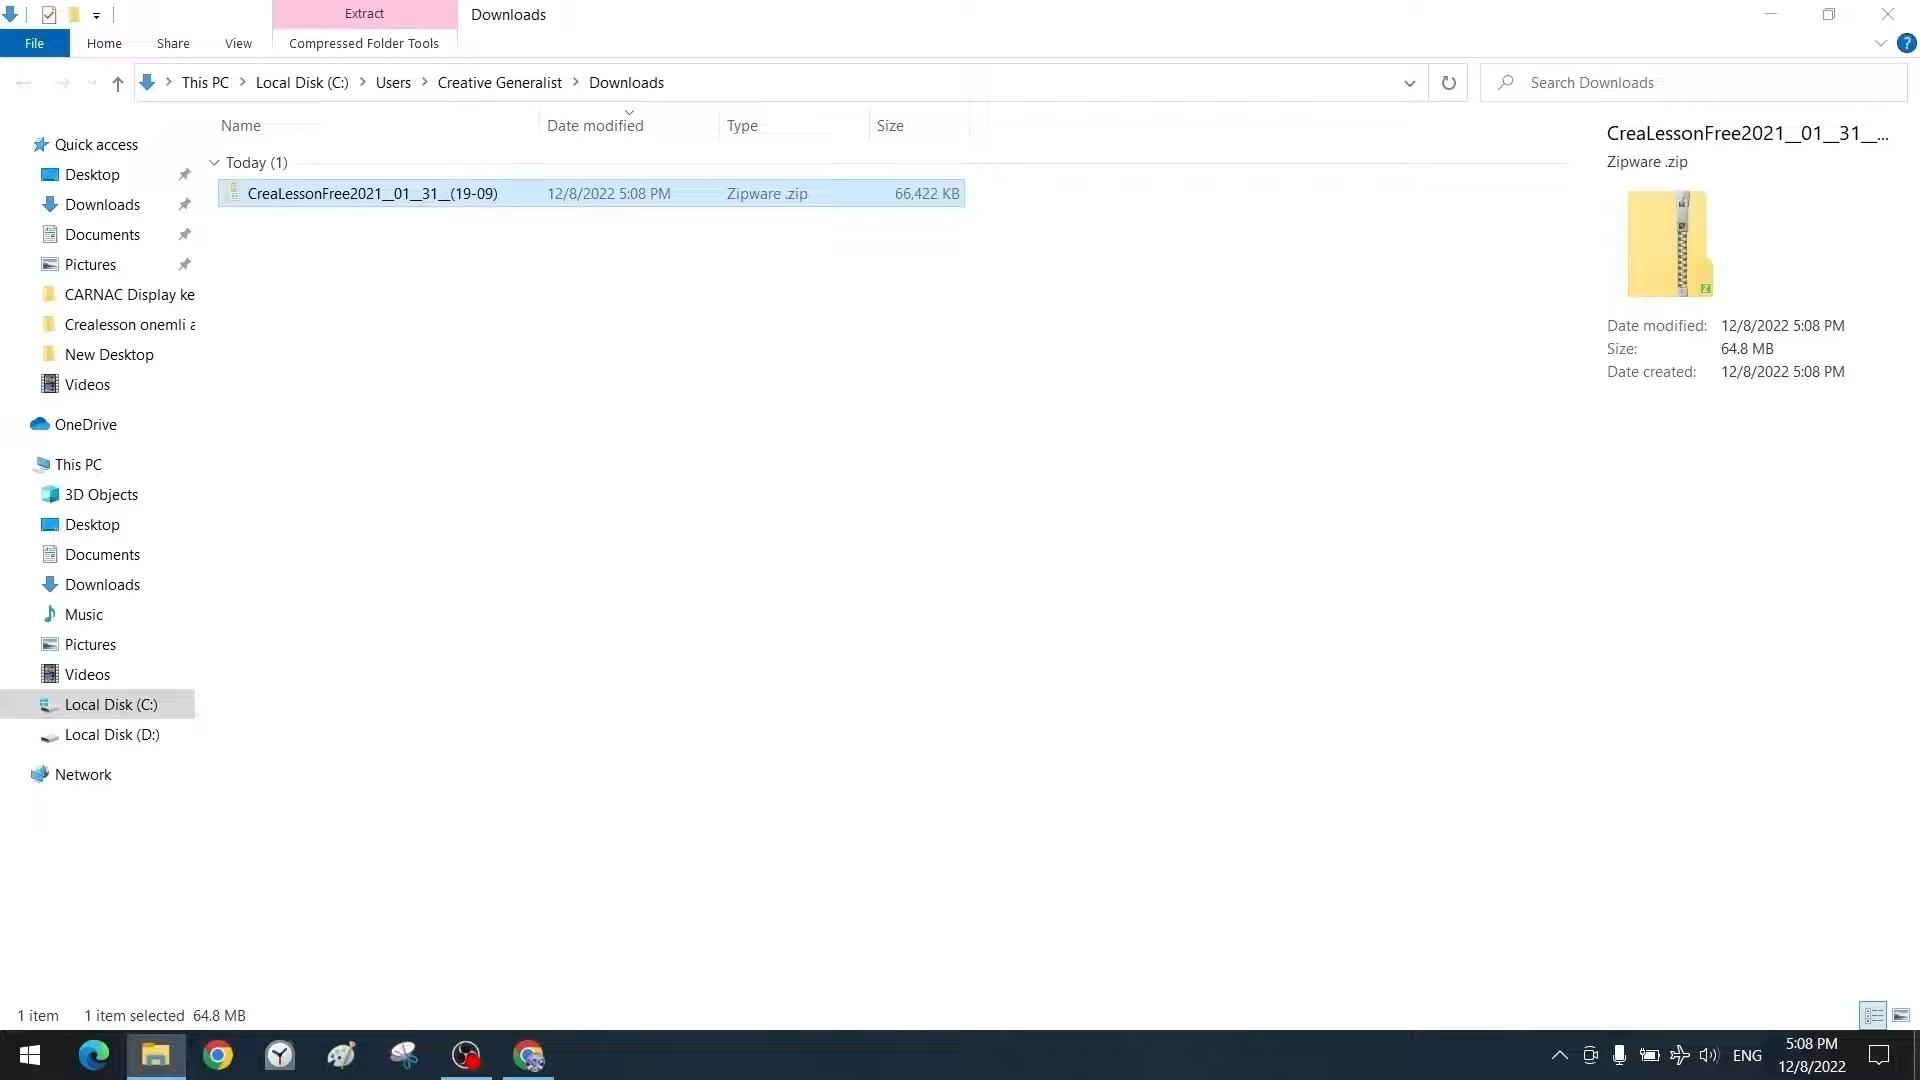 Extract
Downloads
File
Home
Share
View
Compressed Folder Tools
?
This PC
Local Disk (C:)
Users
Creative Generalist
Downloads
Search Downloads
Name
Date modified
Type
Size
Today (1)
CreaLessonFree2021__01__31__(19-09)
12/8/2022 5:08 PM
Zipware .zip
66,422 KB
Quick access
Desktop
Downloads
Documents
Pictures
CARNAC Display ke
Crealesson onemli a
New Desktop
Videos
OneDrive
This PC
3D Objects
Desktop
Documents
Downloads
Music
Pictures
Videos
Local Disk (C:)
Local Disk (D:)
Network
CreaLessonFree2021__01__31__...
Zipware .zip
Z
Date modified: 12/8/2022 5:08 PM
Size: 64.8 MB
Date created: 12/8/2022 5:08 PM
1 item
1 item selected 64.8 MB
ENG
5:08 PM
12/8/2022